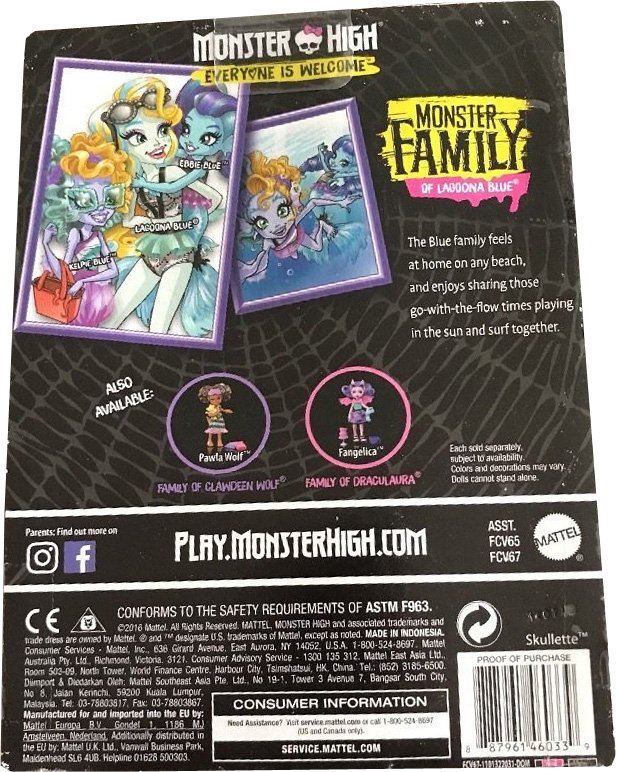 MONSTER HIGH
EVERYONE IS WELCOME™
MONSTER
FAMILY
OF LAGOONA BLUE®
EBBIE BLUE™
LAGOONA BLUE®
KELPIE BLUE™
The Blue family feels
at home on any beach,
and enjoys sharing those
go-with-the-flow times playing
in the sun and surf together.
ALSO
AVAILABLE:
Pawla Wolf™
FAMILY OF CLAWDEEN WOLF®
Fangelica™
FAMILY OF DRACULAURA®
Each sold separately,
subject to availability.
Colors and decorations may vary.
Dolls cannot stand alone.
Parents: Find out more on
PLAY.MONSTERHIGH.COM
ASST.
FCV65
FCV67
MATTEL
®
CE
CONFORMS TO THE SAFETY REQUIREMENTS OF ASTM F963.
©2016 Mattel. All Rights Reserved. MATTEL, MONSTER HIGH and associated trademarks and
trade dress are owned by Mattel. ® and ™ designate U.S. trademarks of Mattel, except as noted. MADE IN INDONESIA.
Consumer Services - Mattel, Inc., 636 Girard Avenue, East Aurora, NY 14052, U.S.A. 1-800-524-8697. Mattel
Australia Pty. Ltd., Richmond, Victoria. 3121. Consumer Advisory Service - 1300 135 312. Mattel East Asia Ltd.,
Room 503-09, North Tower, World Finance Centre, Harbour City, Tsimshatsui, HK, China. Tel.: (852) 3185-6500.
Diimport & Diedarkan Oleh: Mattel Southeast Asia Pte. Ltd., No 19-1, Tower 3 Avenue 7, Bangsar South City,
No 8, Jalan Kerinchi, 59200 Kuala Lumpur,
Malaysia. Tel: 03-78803817, Fax: 03-78803867.
Manufactured for and imported into the EU by:
Mattel Europa B.V., Gondel 1, 1186 MJ
Amstelveen, Nederland. Additionally distributed in
the EU by: Mattel U.K. Ltd., Vanwall Business Park,
Maidenhead SL6 4UB. Helpline 01628 500303.
CONSUMER INFORMATION
Need Assistance? Visit service.mattel.com or call 1-800-524-8697
(US and Canada only).
SERVICE.MATTEL.COM
Skullette™
PROOF OF PURCHASE
8 87961 46033 9
FCV67-1101322031-DOM